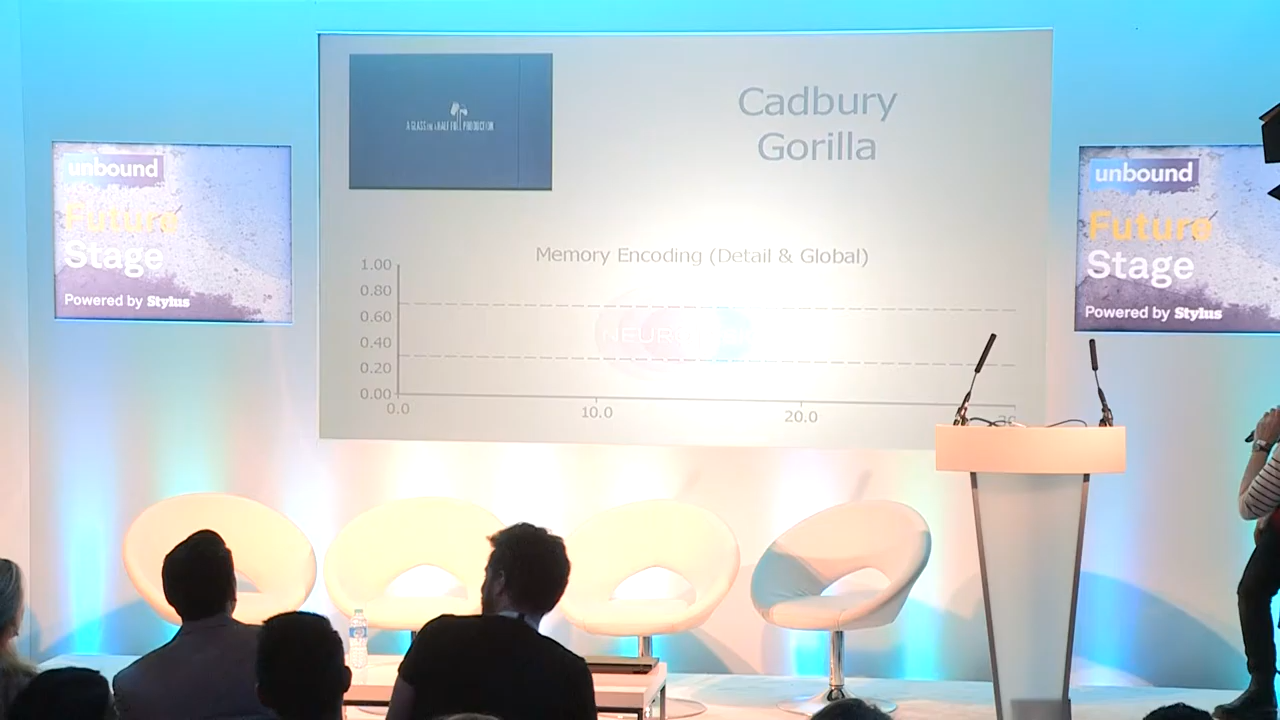 Cadbury
Gorilla
A GLASS AND A HALF FULL PRODUCTION
unbound
Future
Stage
Powered by Stylus
unbound
Future
Stage
Powered by Stylus
Memory Encoding (Detail & Global)
1.00
0.80
0.60
0.40
0.20
0.00
0.0
10.0
20.0